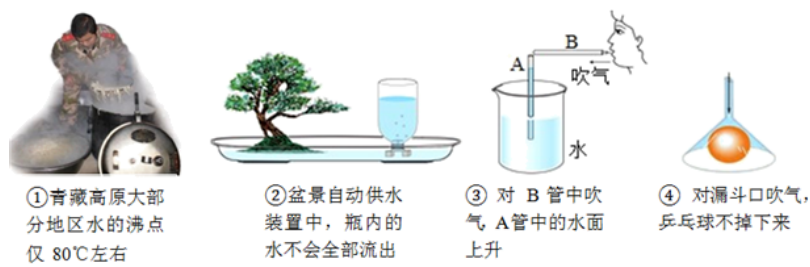 A
B
吹气
水
①青藏高原大部
分地区水的沸点
仅 80℃左右
②盆景自动供水
装置中，瓶内的
水不会全部流出
③ 对 B 管中吹
气 A管中的水面
上升
④ 对漏斗口吹气，
乒乓球不掉下来